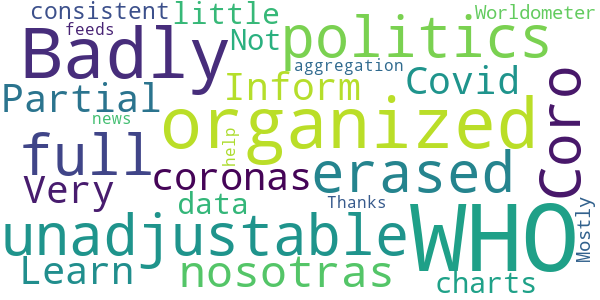 consistent
little
Worldometer
feeds
Not
politics
Badly
aggregation
Partial
Inform
Covid
Coro
news
organized
help
full
coronas
erased
Very
data
Thanks
Mostly
unadjustable
WHO
Learn
nosotras
charts